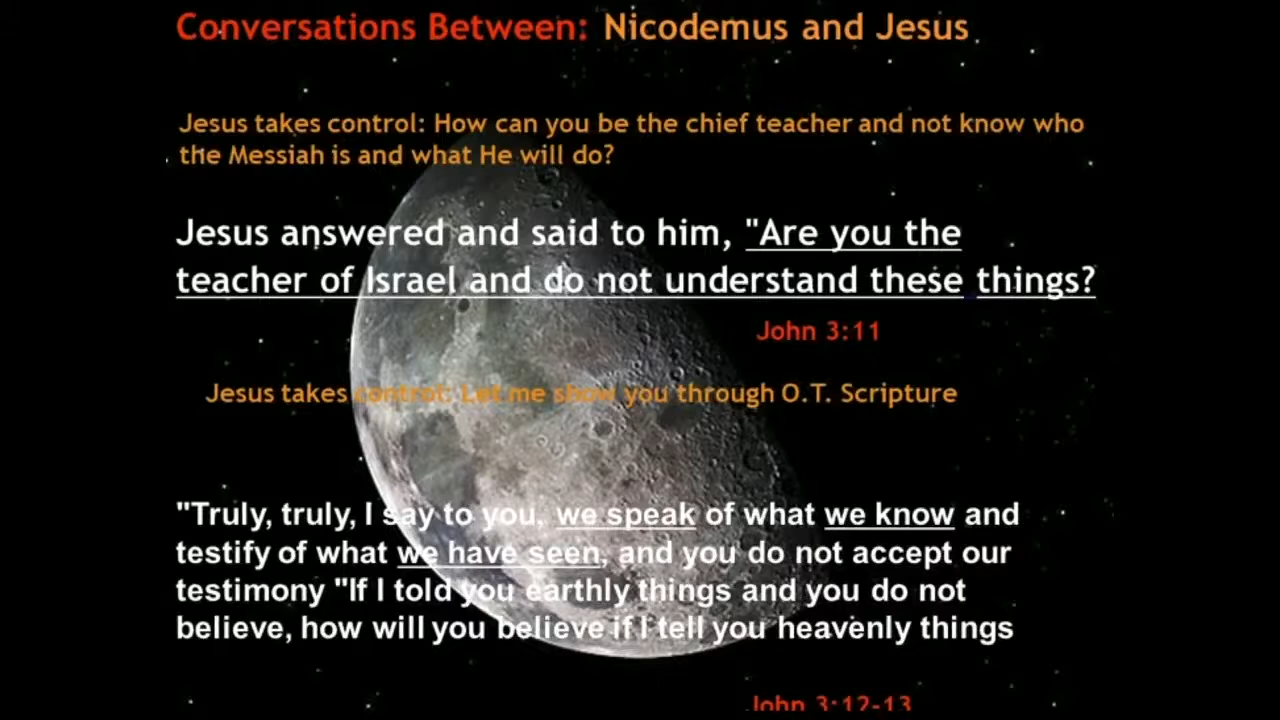 Conversations Between: Nicodemus and Jesus
Jesus takes control: How can you be the chief teacher and not know who
the Messiah is and what He will do?
Jesus answered and said to him, "Are you the
teacher of Israel and do not understand these things?
John 3:11
Jesus takes control: Let me show you through O.T. Scripture
"Truly, truly, I say to you, we speak of what we know and
testify of what we have seen, and you do not accept our
testimony "If I told you earthly things and you do not
believe, how will you believe if I tell you heavenly things
John 3:12-13